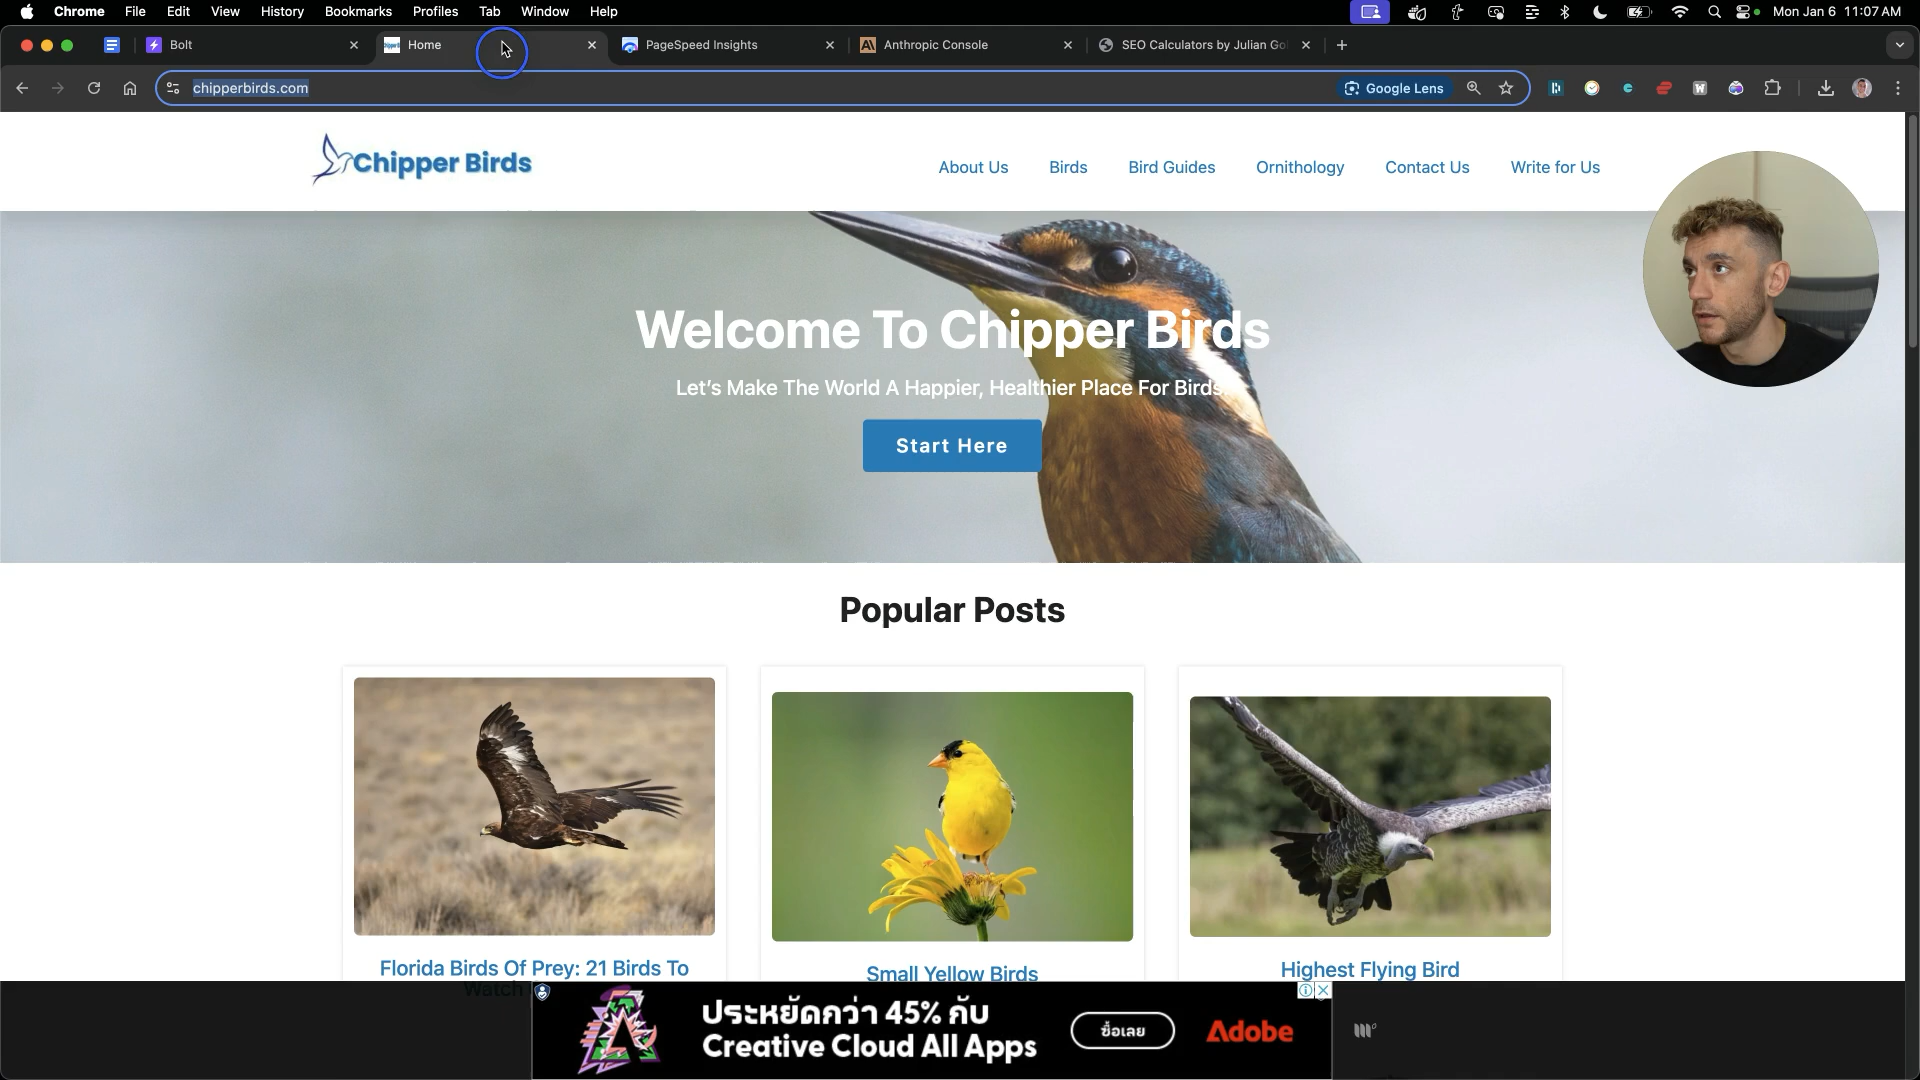 Chrome File Edit View History Bookmarks Profiles Tab Window Help Mon Jan 6 11:07 AM
Bolt Home PageSpeed Insights Anthropic Console SEO Calculators by Julian Go
chipperbirds.com Google Lens
Chipper Birds
About Us Birds Bird Guides Ornithology Contact Us Write for Us
Welcome To Chipper Birds
Let's Make The World A Happier, Healthier Place For Birds
Start Here
Popular Posts
Florida Birds Of Prey: 21 Birds To
Watch
Small Yellow Birds
Highest Flying Bird
ประหยัดกว่า 45% กับ
Creative Cloud All Apps
ซื้อเลย
Adobe